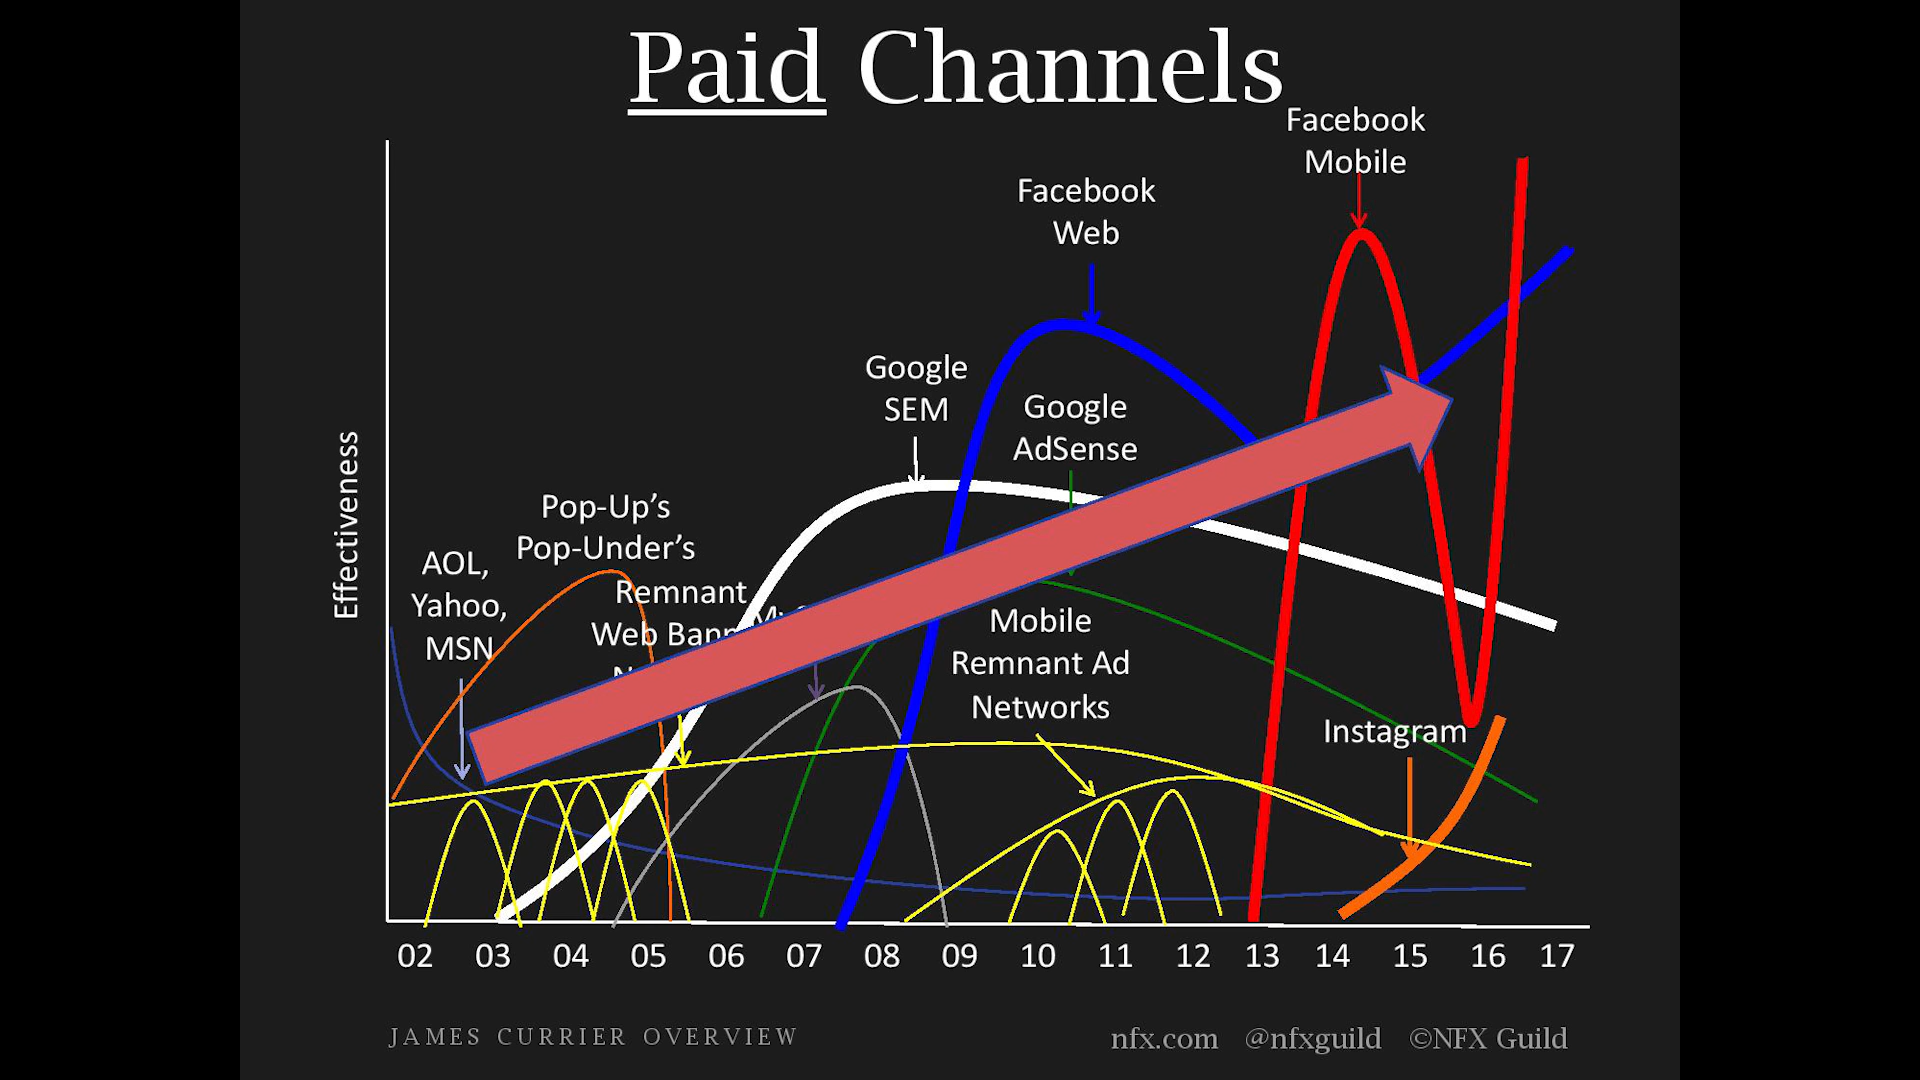 Paid Channels
Facebook
Mobile
Facebook
Web
Google
SEM
Google
AdSense
Pop-Up’s
Pop-Under’s
AOL,
Yahoo,
MSN
Remnant
Web
Mobile
Remnant Ad
Networks
Instagram
Effectiveness
02 03 04 05 06 07 08 09 10 11 12 13 14 15 16 17
JAMES CURRIER OVERVIEW
nfx.com @nfxguild ©NFX Guild